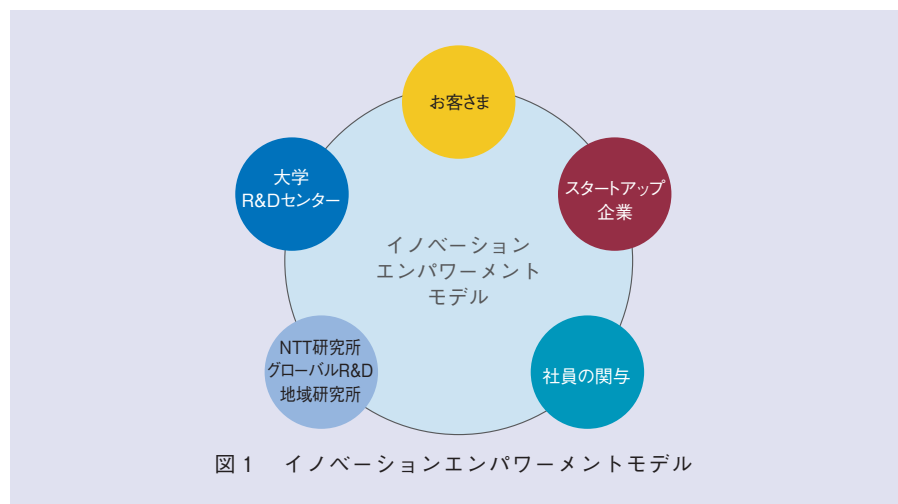 お客さま
大学
R&Dセンター
スタートアップ
企業
イノベーション
エンパワーメント
モデル
NTT研究所
グローバルR&D
地域研究所
社員の関与
図1 イノベーションエンパワーメントモデル